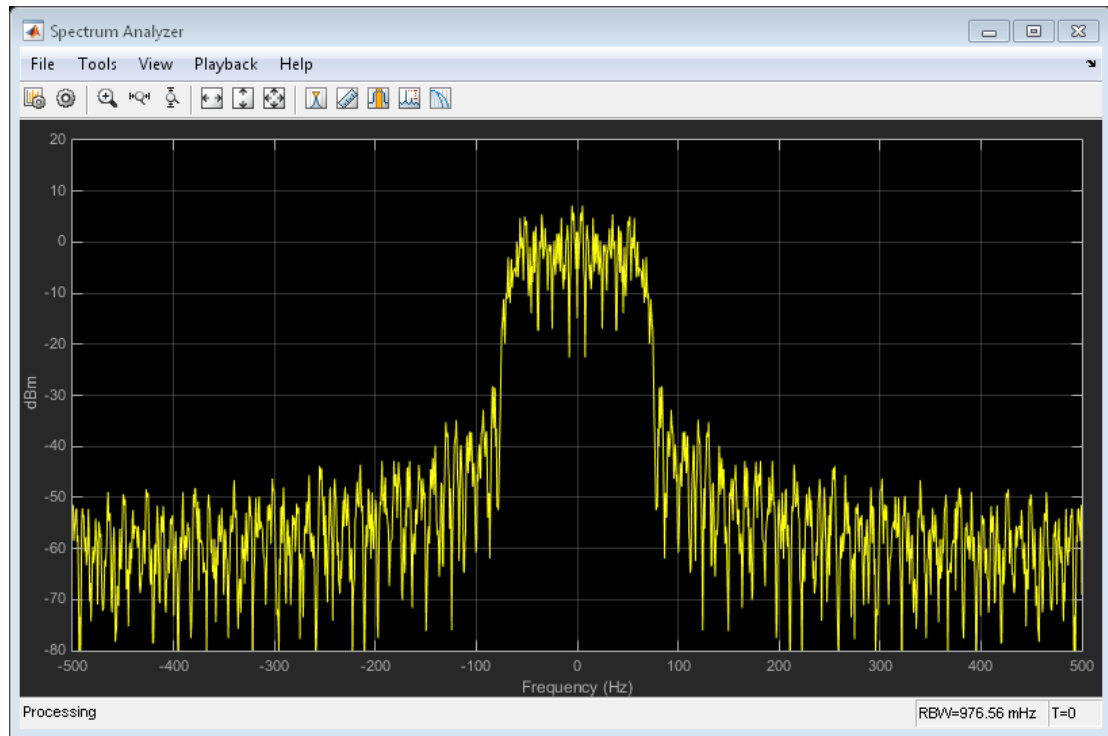 Spectrum Analyzer
File Tools View Playback Help
20
10
0
-10
-20
-30
-40
-50
-60
-70
-80
dBm
-500 -400 -300 -200 -100 0 100 200 300 400 500
Frequency (Hz)
Processing RBW=976.56 mHz T=0